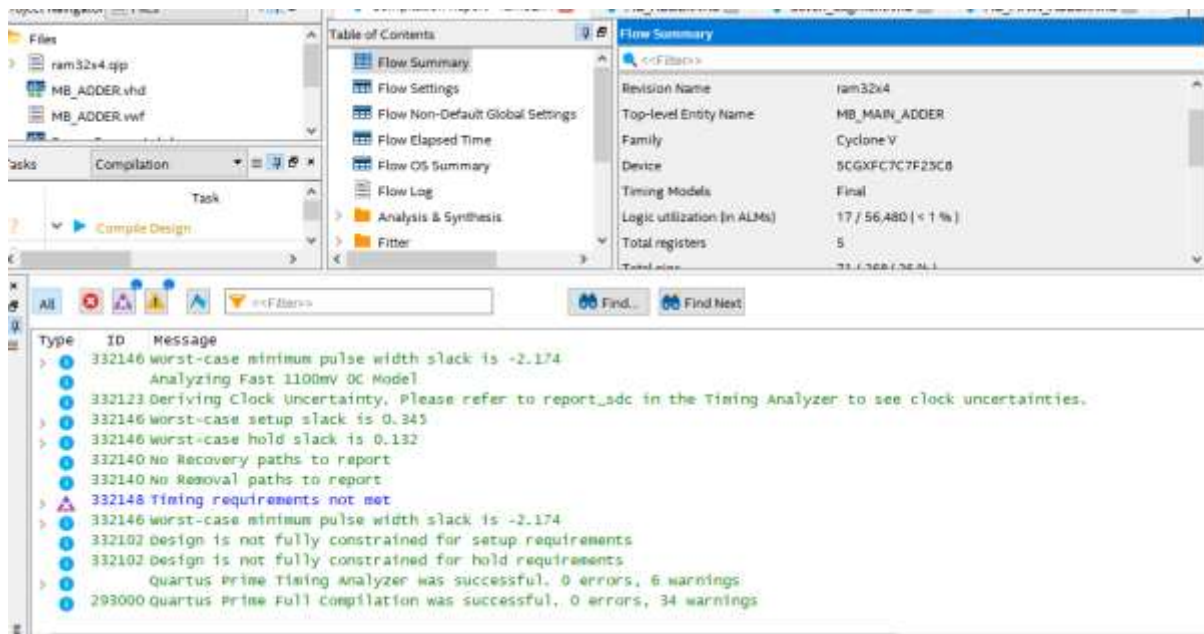 Files
ram32x4.qip
MB_ADDER.vhd
MB_ADDER.vwf
Tasks
Compilation
Task
Compile Design
Table of Contents
Flow Summary
Flow Settings
Flow Non-Default Global Settings
Flow Elapsed Time
Flow OS Summary
Flow Log
Analysis & Synthesis
Fitter
Flow Summary
<<Filter>>
Revision Name ram32x4
Top-level Entity Name MB_MAIN_ADDER
Family Cyclone V
Device 5CGXFC7C7F23C8
Timing Models Final
Logic utilization (in ALMs) 17 / 56,480 ( < 1 % )
Total registers 5
Total pins 71 / 268 ( 26 % )
All
<<Filter>>
Find...
Find Next
Type ID Message
332146 Worst-case minimum pulse width slack is -2.174
Analyzing Fast 1100mV 0C Model
332123 Deriving Clock Uncertainty. Please refer to report_sdc in the Timing Analyzer to see clock uncertainties.
332146 Worst-case setup slack is 0.345
332146 Worst-case hold slack is 0.132
332140 No Recovery paths to report
332140 No Removal paths to report
332148 Timing requirements not met
332146 Worst-case minimum pulse width slack is -2.174
332102 Design is not fully constrained for setup requirements
332102 Design is not fully constrained for hold requirements
Quartus Prime Timing Analyzer was successful. 0 errors, 6 warnings
293000 Quartus Prime Full Compilation was successful. 0 errors, 34 warnings